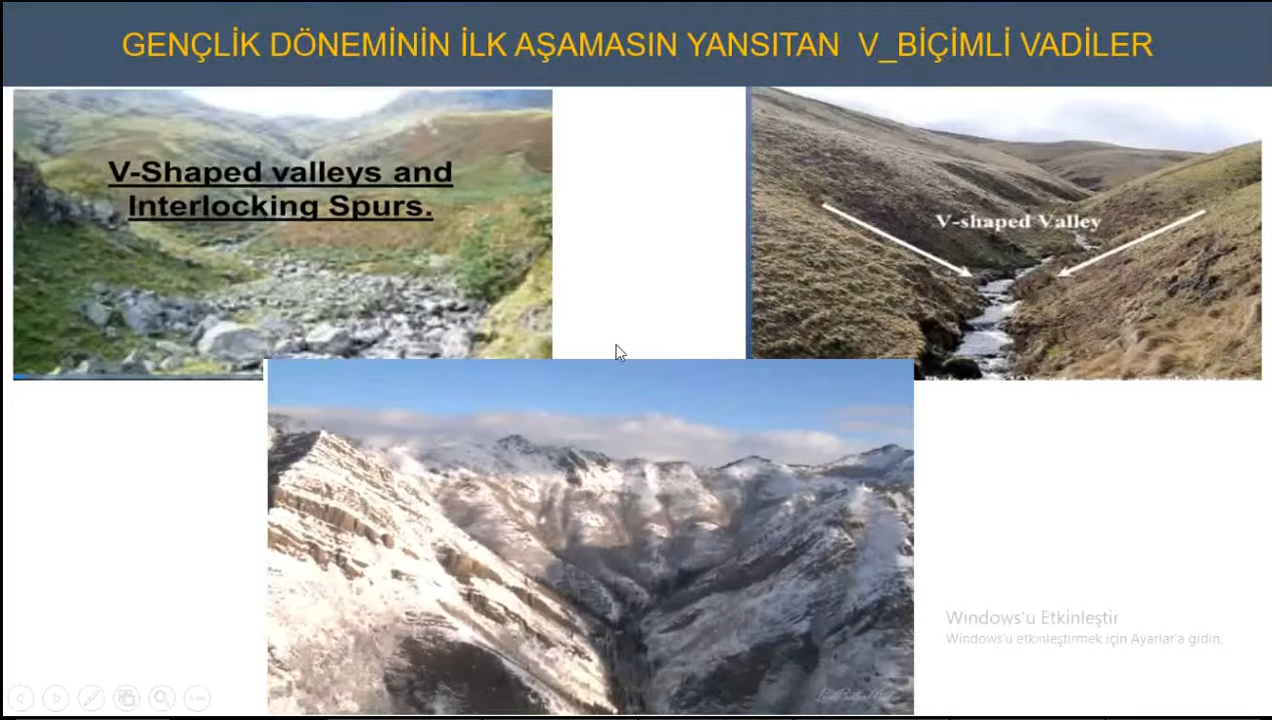 GENÇLİK DÖNEMİNİN İLK AŞAMASIN YANSITAN V_BİÇİMLİ VADİLER
V-Shaped valleys and
Interlocking Spurs.
V-shaped Valley
Windows'u Etkinleştir
Windows'u etkinleştirmek için Ayarlar'a gidin.